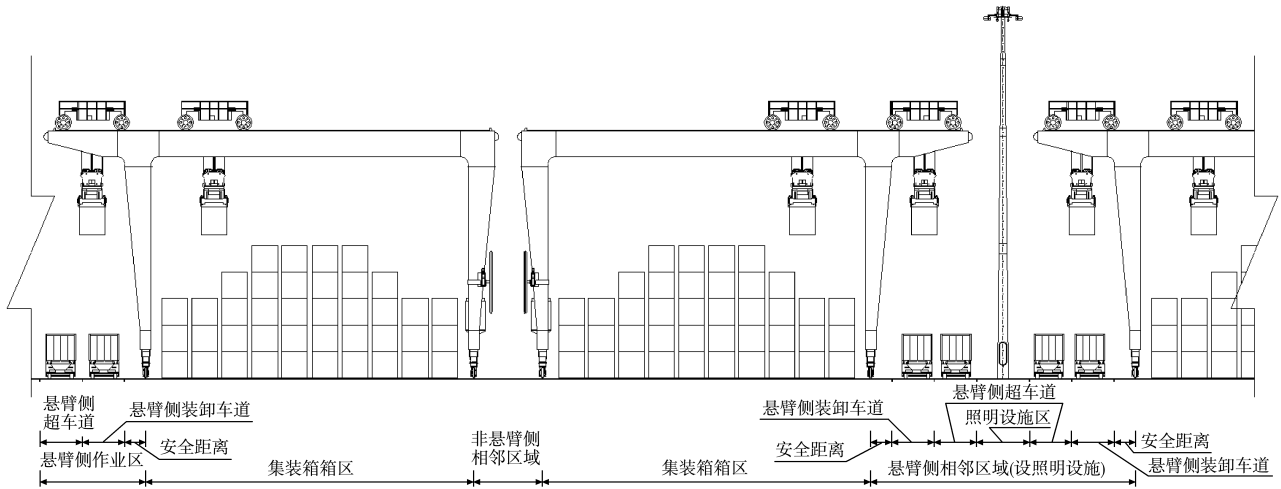 悬臂侧
超车道
悬臂侧装卸车道
安全距离
悬臂侧作业区
集装箱箱区
非悬臂侧
相邻区域
集装箱箱区
悬臂侧装卸车道
安全距离
悬臂侧超车道
照明设施区
悬臂侧相邻区域(设照明设施)
安全距离
悬臂侧装卸车道